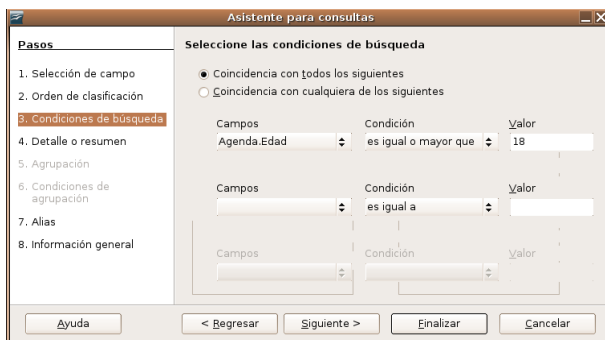 Asistente para consultas
Pasos
1. Selección de campo
2. Orden de clasificación
3. Condiciones de búsqueda
4. Detalle o resumen
5. Agrupación
6. Condiciones de
agrupación
7. Alias
8. Información general
Seleccione las condiciones de búsqueda
Coincidencia con todos los siguientes
Coincidencia con cualquiera de los siguientes
Campos Condición Valor
Agenda.Edad es igual o mayor que 18
Campos Condición Valor
es igual a
Campos Condición Valor
Ayuda < Regresar Siguiente > Finalizar Cancelar